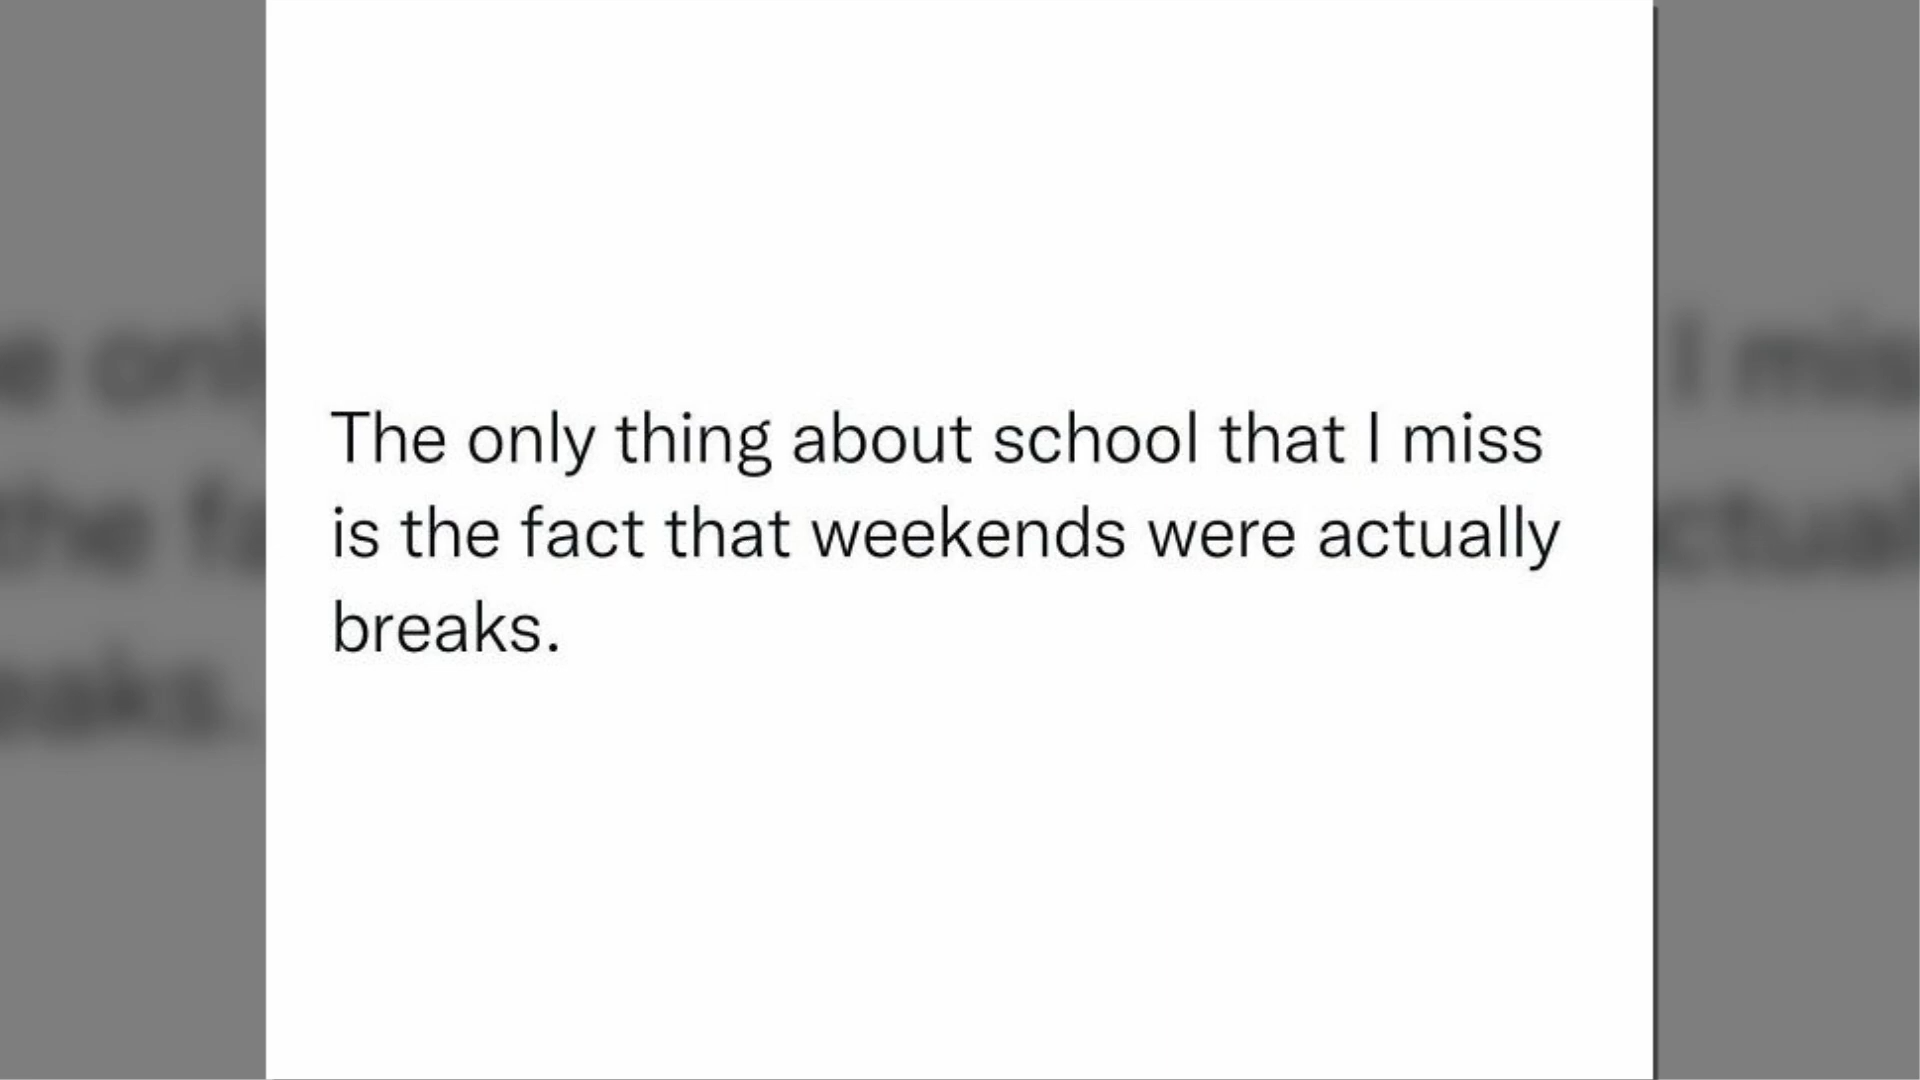 The only thing about school that I miss
is the fact that weekends were actually
breaks.